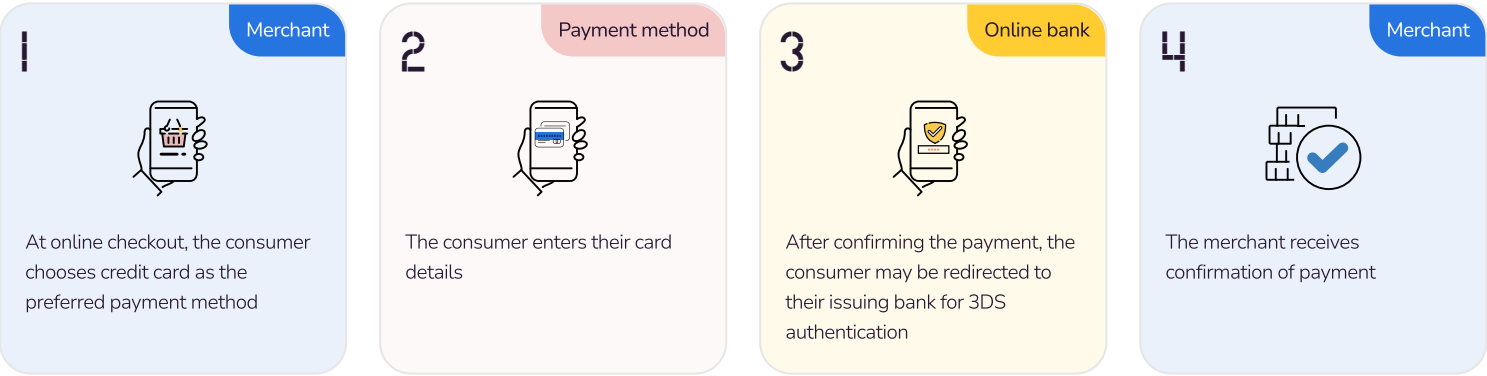 1
Merchant
At online checkout, the consumer
chooses credit card as the
preferred payment method
2
Payment method
The consumer enters their card
details
3
Online bank
After confirming the payment, the
consumer may be redirected to
their issuing bank for 3DS
authentication
4
Merchant
The merchant receives
confirmation of payment